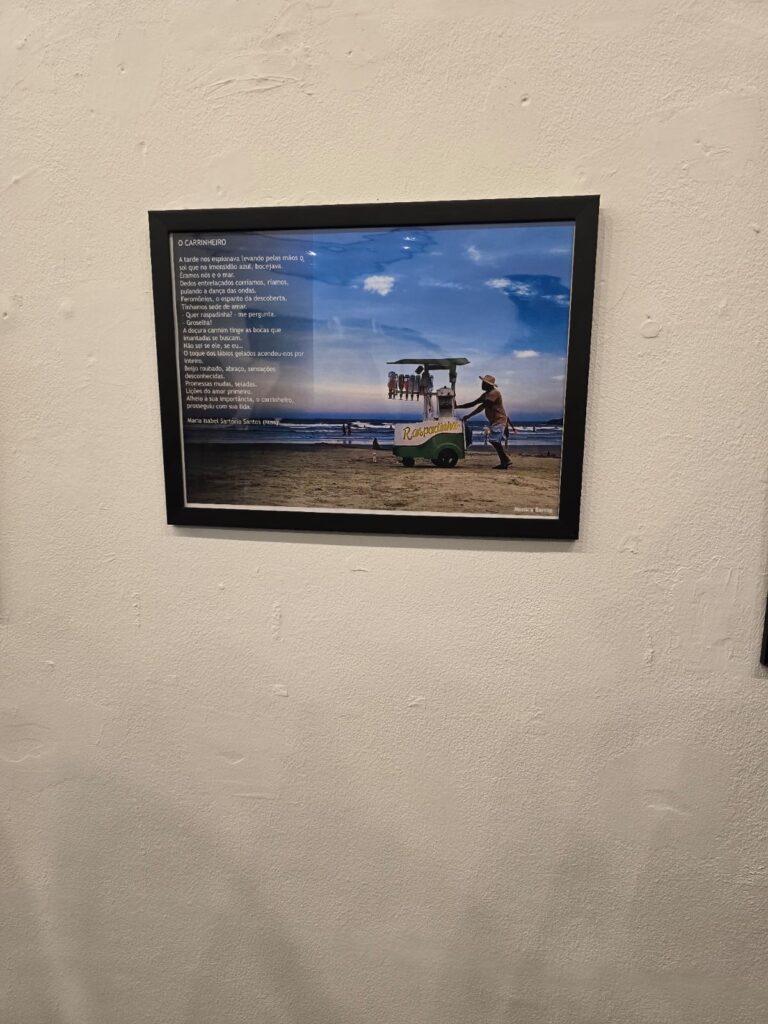 O CARRINHEIRO
A tarde nos espionava levando pelas mãos o
sol que na imensidão azul, bocejava.
Éramos nós e o mar.
Dedos entrelaçados corríamos, ríamos,
pulando a dança das ondas.
Feromônios, o espanto da descoberta.
Tínhamos sede de amar.
- Quer raspadinha? - me pergunta.
- Groselha!
A doçura carmim tinge as bocas que
imantadas se buscam.
Não sei se ele, se eu...
O toque dos lábios gelados acendeu-nos por
inteiro.
Beijo roubado, abraço, sensações
desconhecidas.
Promessas mudas, seladas.
Lições do amor primeiro.
Alheio à sua importância, o carrinheiro,
prosseguiu com sua lida.
Maria Isabel Sartorio Santos
Raspadinha